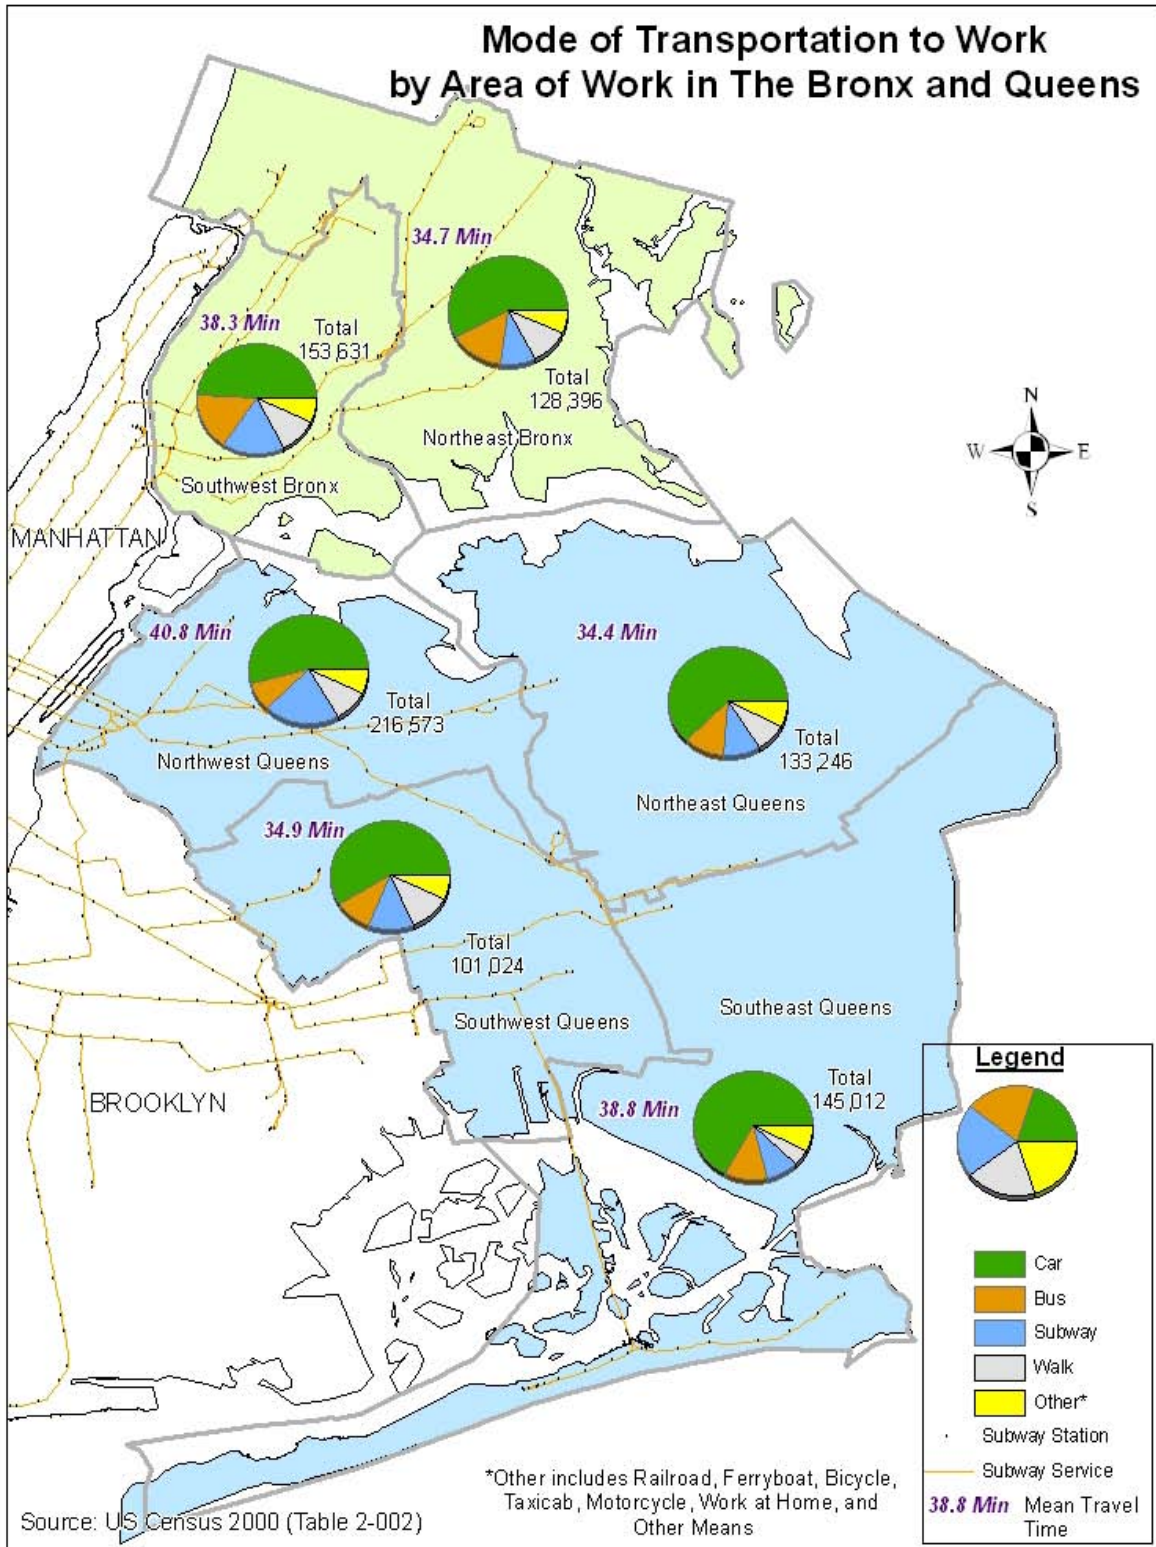 Mode of Transportation to Work
by Area of Work in The Bronx and Queens
34.7 Min
38.3 Min
Total
153,631
Total
128,396
Northeast Bronx
Southwest Bronx
N
W
E
S
MANHATTAN
40.8 Min
34.4 Min
Total
216,573
Total
133,246
Northwest Queens
Northeast Queens
34.9 Min
Total
101,024
Southwest Queens
Southeast Queens
38.8 Min
Total
145,012
BROOKLYN
Legend
Car
Bus
Subway
Walk
Other*
Subway Station
Subway Service
38.8 Min Mean Travel
Time
*Other includes Railroad, Ferryboat, Bicycle,
Taxicab, Motorcycle, Work at Home, and
Other Means
Source: US Census 2000 (Table 2-002)